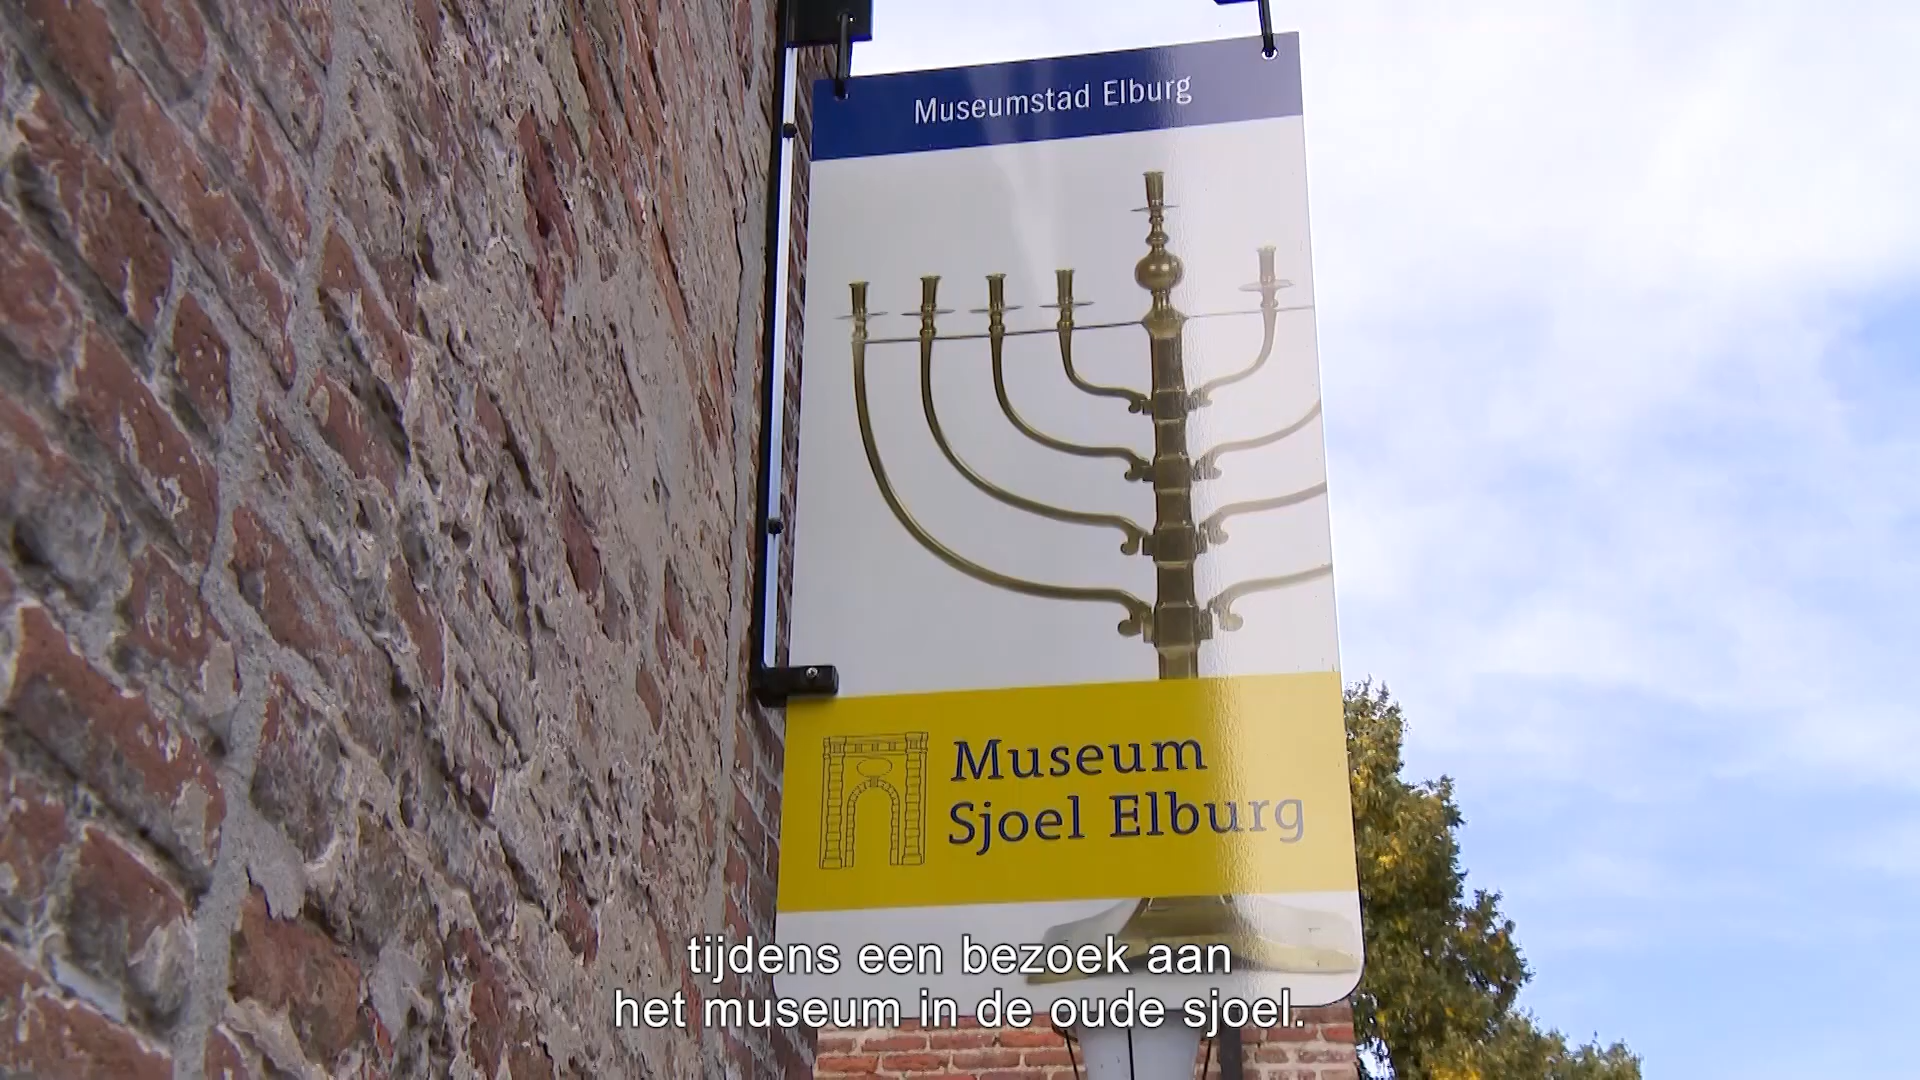 Museumstad Elburg
Museum
Sjoel Elburg
tijdens een bezoek aan
het museum in de oude sjoel.